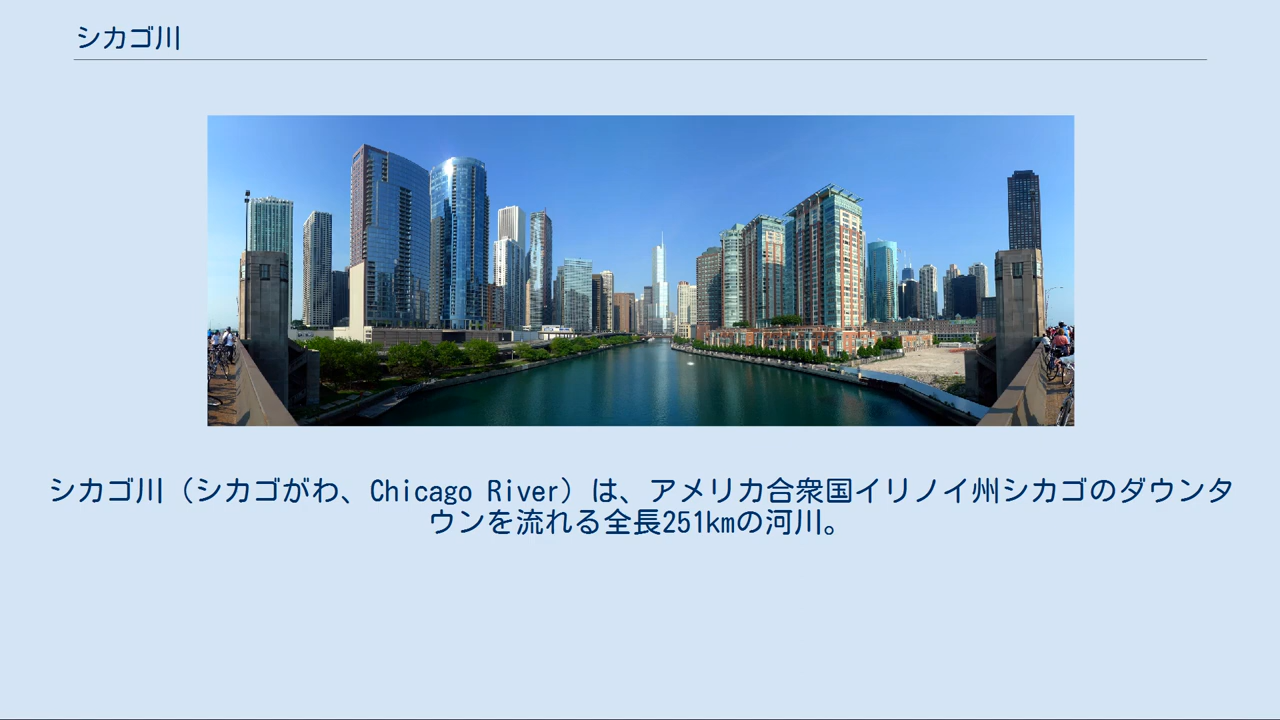 シカゴ川
シカゴ川（シカゴがわ、Chicago River）は、アメリカ合衆国イリノイ州シカゴのダウンタ
ウンを流れる全長251kmの河川。